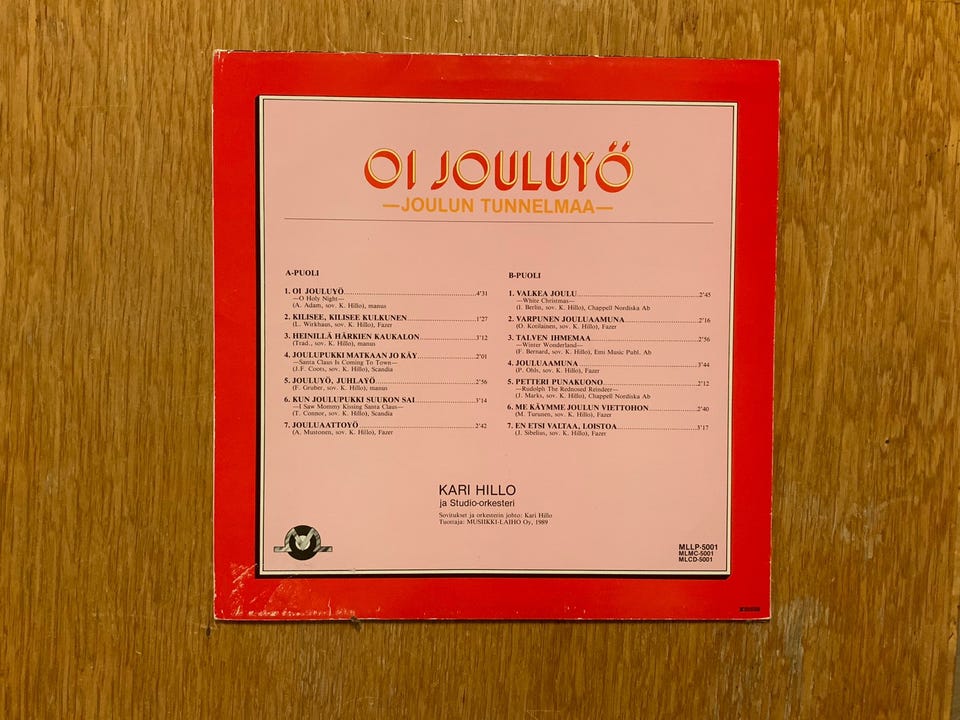 OI JOULUYÖ
—JOULUN TUNNELMAA—
A-PUOLI
1. OI JOULUYÖ 4'31
—O Holy Night—
(A. Adam, sov. K. Hillo), manus
2. KILISEE, KILISEE KULKUNEN 1'27
(L. Wirkhaus, sov. K. Hillo), Fazer
3. HEINILLÄ HÄRKIEN KAUKALON 3'12
(Trad., sov. K. Hillo), manus
4. JOULUPUKKI MATKAAN JO KÄY 2'01
—Santa Claus Is Coming To Town—
(J.F. Coors, sov. K. Hillo), Scandia
5. JOULUYÖ, JUHLAYÖ 2'56
(F. Gruber, sov. K. Hillo), manus
6. KUN JOULUPUKKI SUUKON SAI 3'14
—I Saw Mommy Kissing Santa Claus—
(T. Connor, sov. K. Hillo), Scandia
7. JOULUAATTOYÖ 2'42
(A. Mustonen, sov. K. Hillo), Fazer
B-PUOLI
1. VALKEA JOULU 2'45
—White Christmas—
(I. Berlin, sov. K. Hillo), Chappell Nordiska Ab
2. VARPUNEN JOULUAAMUNA 2'16
(O. Kotilainen, sov. K. Hillo), Fazer
3. TALVEN IHMEMAA 2'56
—Winter Wonderland—
(F. Bernard, sov. K. Hillo), Emi Music Publ. Ab
4. JOULUAAMUNA 3'44
(P. Ohls, sov. K. Hillo), Fazer
5. PETTERI PUNAKUONO 2'12
—Rudolph The Rednosed Reindeer—
(J. Marks, sov. K. Hillo), Chappell Nordiska Ab
6. ME KÄYMME JOULUN VIETTOHON 2'40
(M. Turunen, sov. K. Hillo), Fazer
7. EN ETSI VALTAA, LOISTOA 3'17
(J. Sibelius, sov. K. Hillo), Fazer
KARI HILLO
ja Studio-orkesteri
Sovitukset ja orkesterin johto: Kari Hillo
Tuottaja: MUSIIKKI-LAIHO Oy, 1989
MLLP-5001
MLMC-5001
MLCD-5001